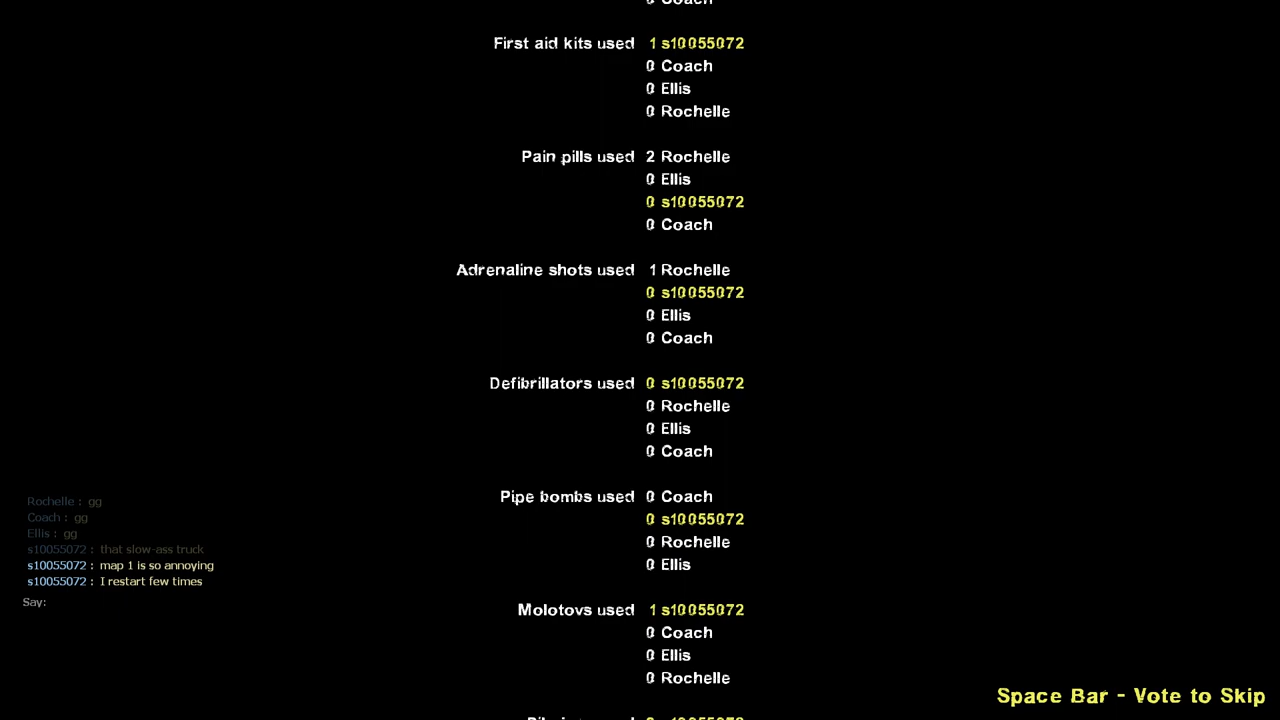 0 Coach
First aid kits used 1 s10055072
0 Coach
0 Ellis
0 Rochelle
Pain pills used 2 Rochelle
0 Ellis
0 s10055072
0 Coach
Adrenaline shots used 1 Rochelle
0 s10055072
0 Ellis
0 Coach
Defibrillators used 0 s10055072
0 Rochelle
0 Ellis
0 Coach
Pipe bombs used 0 Coach
0 s10055072
0 Rochelle
0 Ellis
Molotovs used 1 s10055072
0 Coach
0 Ellis
0 Rochelle
s10055072
Rochelle : gg
Coach : gg
Ellis : gg
s10055072 : that slow-ass truck
s10055072 : map 1 is so annoying
s10055072 : I restart few times
Say:
Space Bar - Vote to Skip